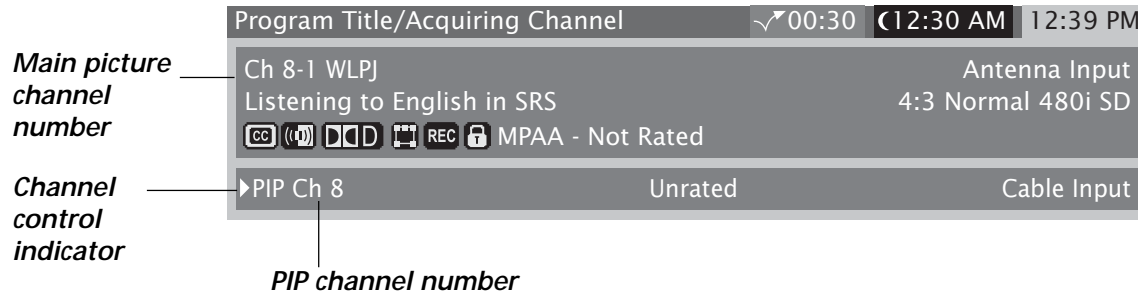 Program Title/Acquiring Channel 00:30 12:30 AM 12:39 PM
Main picture channel number
Ch 8-1 WLPJ Antenna Input
Listening to English in SRS 4:3 Normal 480i SD
CC REC MPAA - Not Rated
Channel control indicator
PIP Ch 8 Unrated Cable Input
PIP channel number